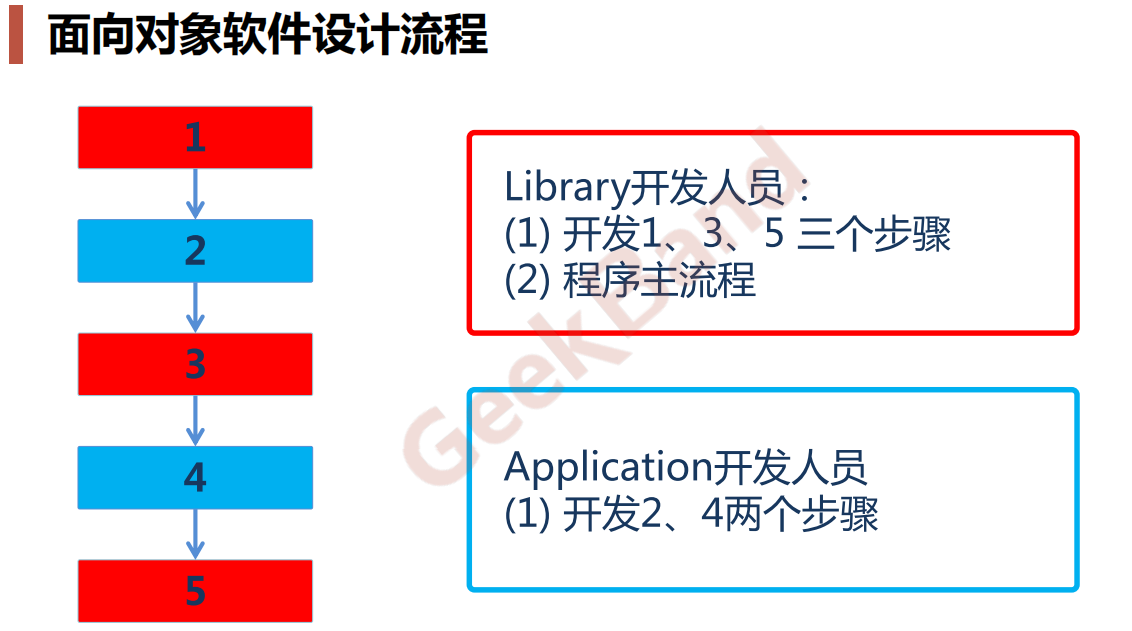 面向对象软件设计流程
1
2
3
4
5
Library开发人员：
(1) 开发1、3、5 三个步骤
(2) 程序主流程
Application开发人员
(1) 开发2、4两个步骤
GeekBand